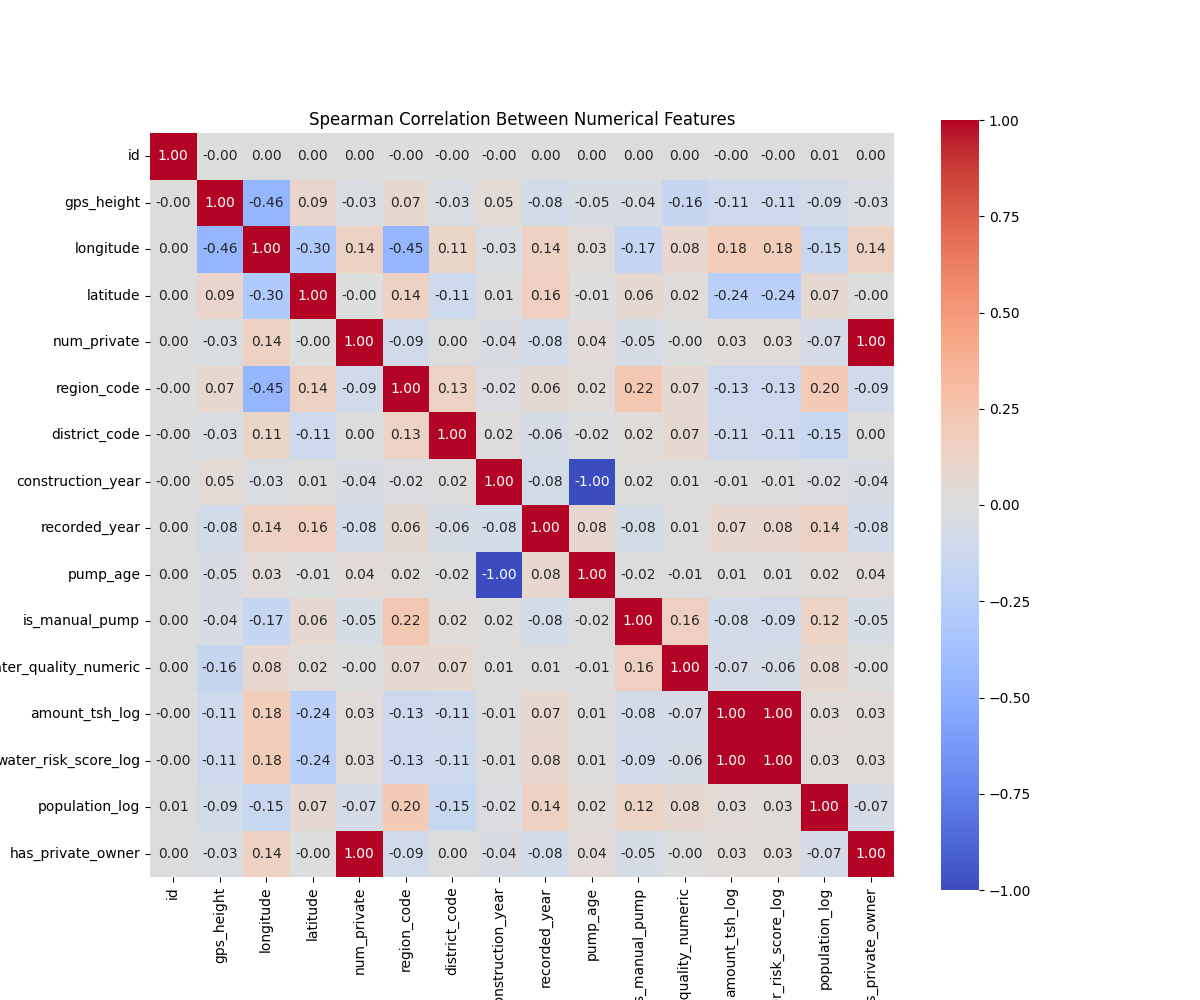 Spearman Correlation Between Numerical Features
id 1.00 -0.00 0.00 0.00 0.00 -0.00 -0.00 -0.00 0.00 0.00 0.00 0.00 -0.00 -0.00 0.01 0.00
gps_height -0.00 1.00 -0.46 0.09 -0.03 0.07 -0.03 0.05 -0.08 -0.05 -0.04 -0.16 -0.11 -0.11 -0.09 -0.03
longitude 0.00 -0.46 1.00 -0.30 0.14 -0.45 0.11 -0.03 0.14 0.03 -0.17 0.08 0.18 0.18 -0.15 0.14
latitude 0.00 0.09 -0.30 1.00 -0.00 0.14 -0.11 0.01 0.16 -0.01 0.06 0.02 -0.24 -0.24 0.07 -0.00
num_private 0.00 -0.03 0.14 -0.00 1.00 -0.09 0.00 -0.04 -0.08 0.04 -0.05 -0.00 0.03 0.03 -0.07 1.00
region_code -0.00 0.07 -0.45 0.14 -0.09 1.00 0.13 -0.02 0.06 0.02 0.22 0.07 -0.13 -0.13 0.20 -0.09
district_code -0.00 -0.03 0.11 -0.11 0.00 0.13 1.00 0.02 -0.06 -0.02 0.02 0.07 -0.11 -0.11 -0.15 0.00
construction_year -0.00 0.05 -0.03 0.01 -0.04 -0.02 0.02 1.00 -0.08 -1.00 0.02 0.01 -0.01 -0.01 -0.02 -0.04
recorded_year 0.00 -0.08 0.14 0.16 -0.08 0.06 -0.06 -0.08 1.00 0.08 -0.08 0.01 0.07 0.08 0.14 -0.08
pump_age 0.00 -0.05 0.03 -0.01 0.04 0.02 -0.02 -1.00 0.08 1.00 -0.02 -0.01 0.01 0.01 0.02 0.04
is_manual_pump 0.00 -0.04 -0.17 0.06 -0.05 0.22 0.02 0.02 -0.08 -0.02 1.00 0.16 -0.08 -0.09 0.12 -0.05
ter_quality_numeric 0.00 -0.16 0.08 0.02 -0.00 0.07 0.07 0.01 0.01 -0.01 0.16 1.00 -0.07 -0.06 0.08 -0.00
amount_tsh_log -0.00 -0.11 0.18 -0.24 0.03 -0.13 -0.11 -0.01 0.07 0.01 -0.08 -0.07 1.00 1.00 0.03 0.03
water_risk_score_log -0.00 -0.11 0.18 -0.24 0.03 -0.13 -0.11 -0.01 0.08 0.01 -0.09 -0.06 1.00 1.00 0.03 0.03
population_log 0.01 -0.09 -0.15 0.07 -0.07 0.20 -0.15 -0.02 0.14 0.02 0.12 0.08 0.03 0.03 1.00 -0.07
has_private_owner 0.00 -0.03 0.14 -0.00 1.00 -0.09 0.00 -0.04 -0.08 0.04 -0.05 -0.00 0.03 0.03 -0.07 1.00
id
gps_height
longitude
latitude
num_private
region_code
district_code
onstruction_year
recorded_year
pump_age
s_manual_pump
quality_numeric
amount_tsh_log
r_risk_score_log
population_log
s_private_owner
1.00
0.75
0.50
0.25
0.00
−0.25
−0.50
−0.75
−1.00